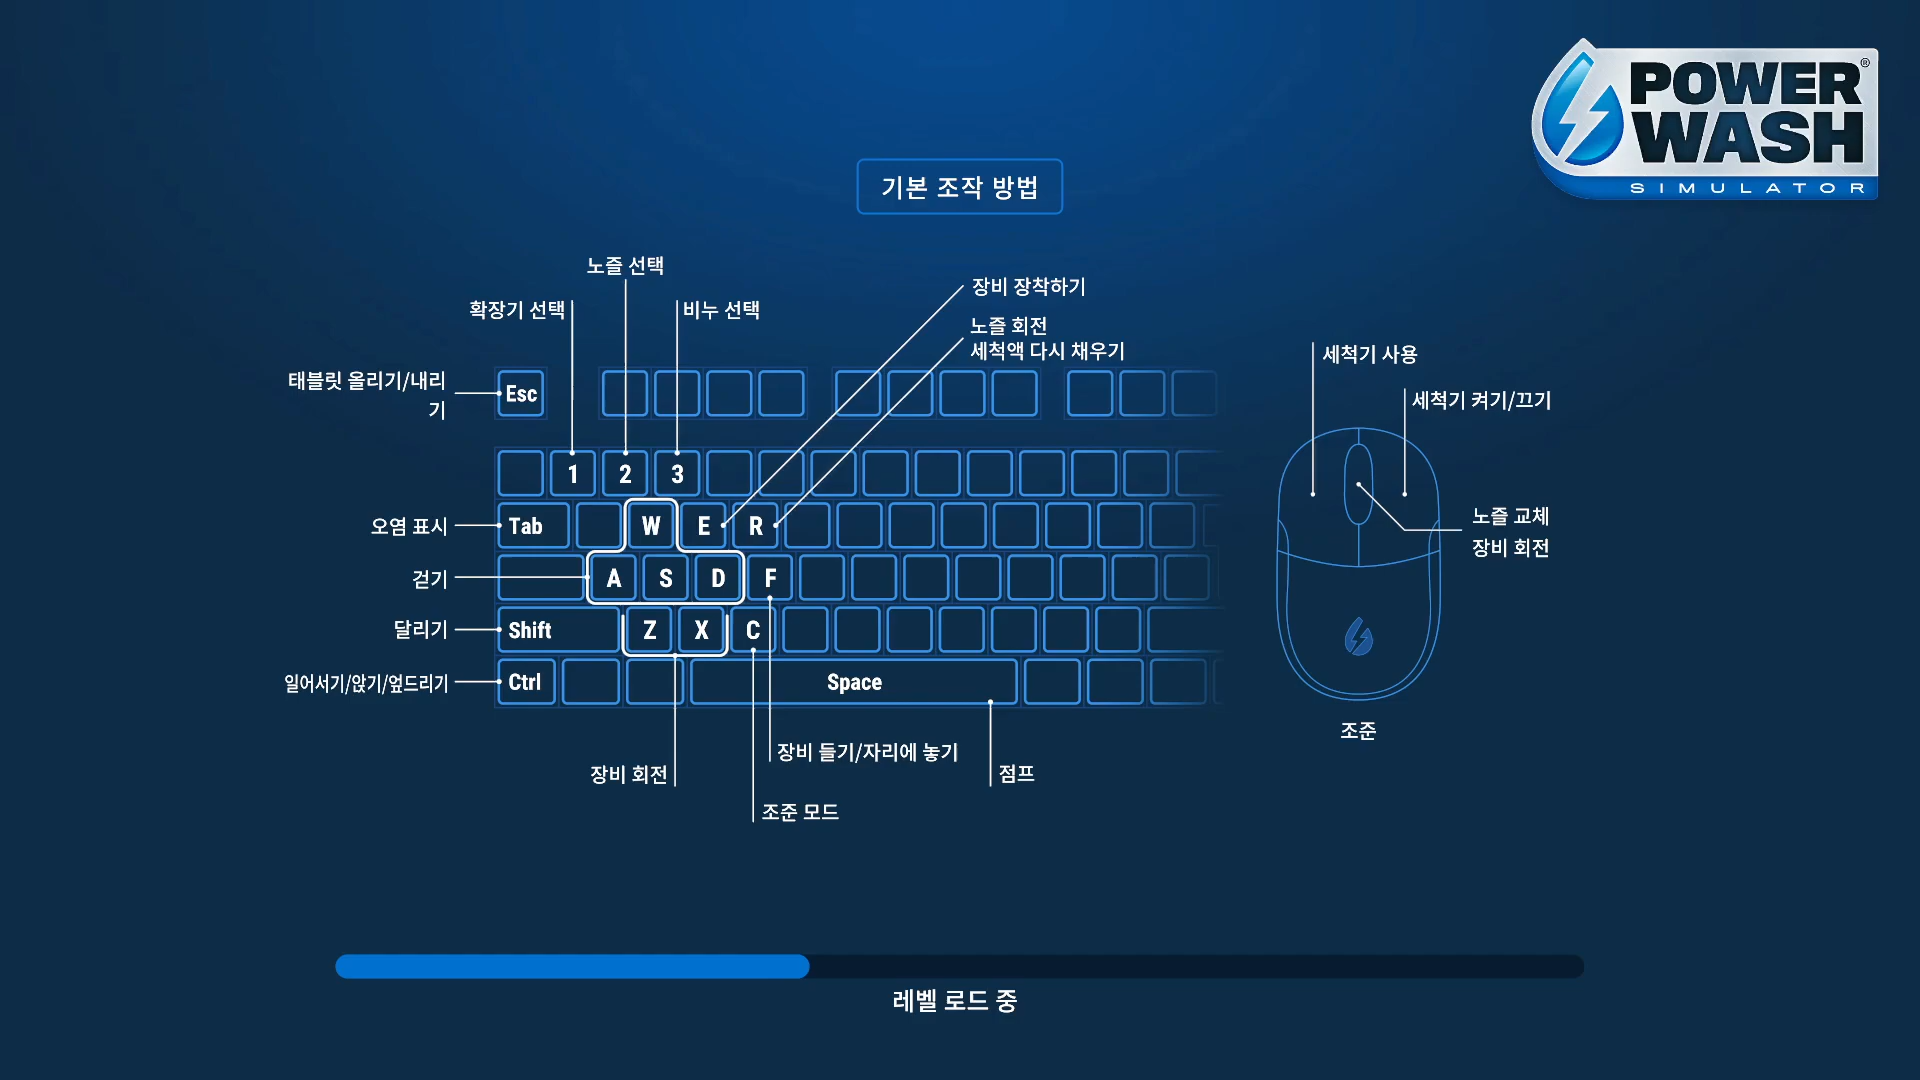 POWER®
WASH
SIMULATOR
기본 조작 방법
노즐 선택
확장기 선택
비누 선택
장비 장착하기
노즐 회전
세척액 다시 채우기
태블릿 올리기/내리
기
Esc
1
2
3
오염 표시
Tab
W
E
R
걷기
A
S
D
F
달리기
Shift
Z
X
C
일어서기/앉기/엎드리기
Ctrl
Space
장비 회전
장비 들기/자리에 놓기
점프
조준 모드
세척기 사용
세척기 켜기/끄기
노즐 교체
장비 회전
조준
레벨 로드 중